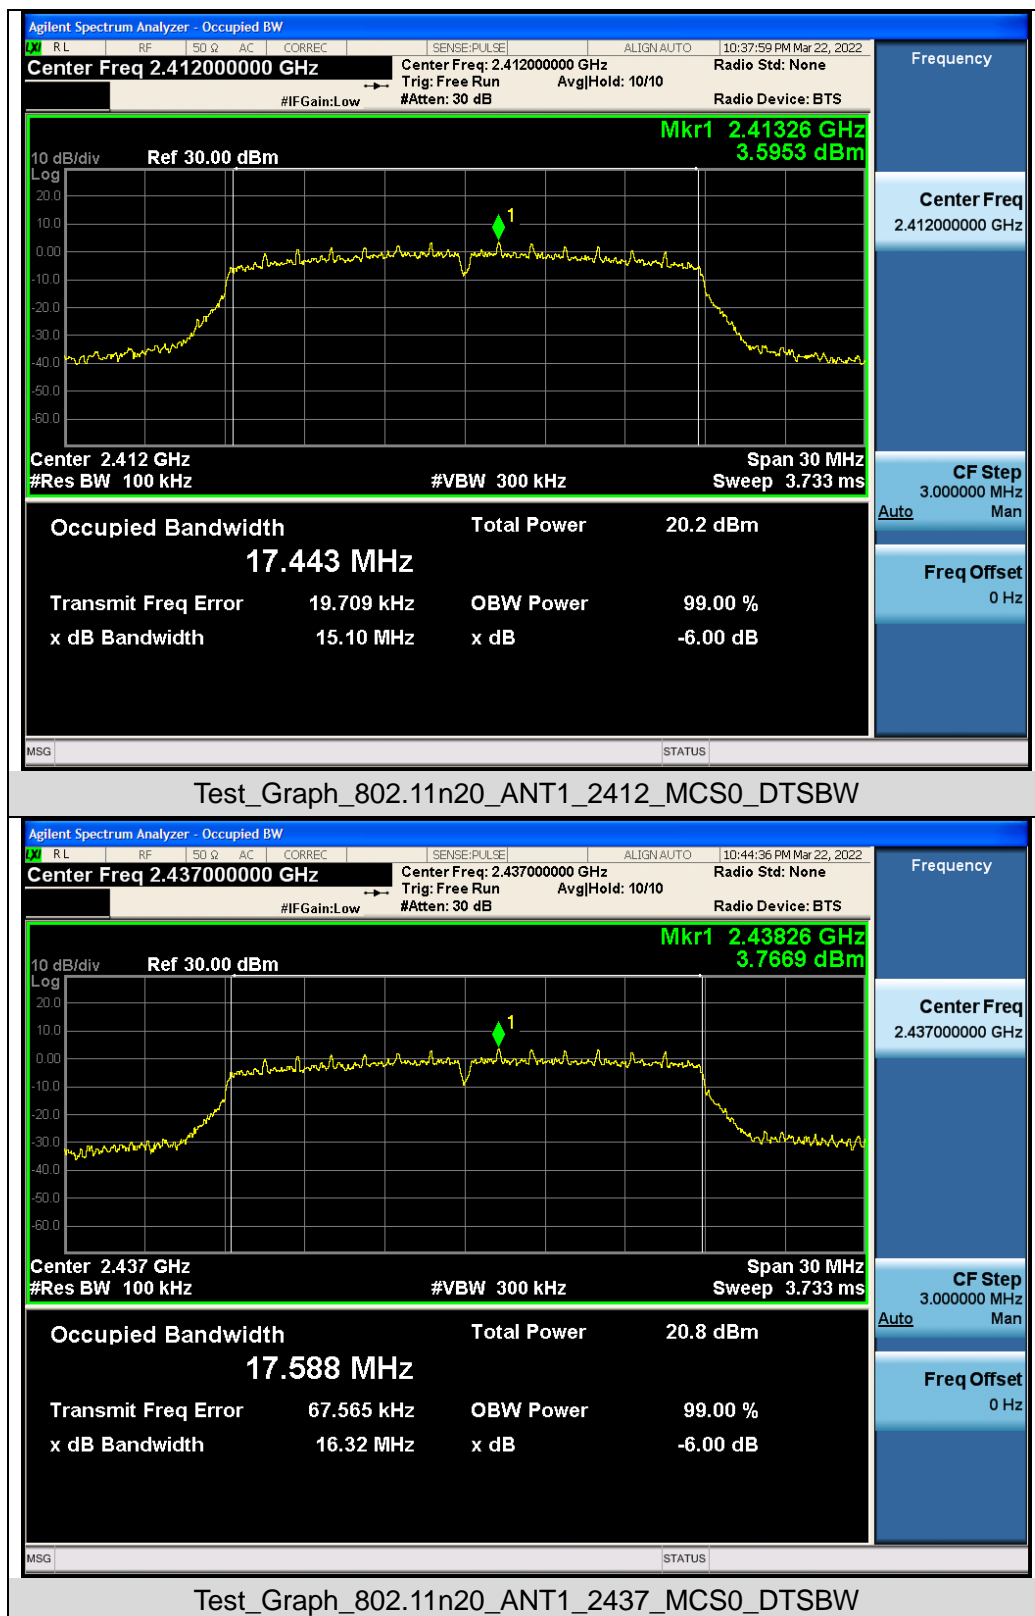 Agilent Spectrum Analyzer - Occupied BW
LXI RL RF 50 Ω AC CORREC SENSE:PULSE ALIGN AUTO 10:37:59 PM Mar 22, 2022
Center Freq 2.412000000 GHz Center Freq: 2.412000000 GHz Radio Std: None
Trig: Free Run Avg|Hold: 10/10
#IFGain:Low #Atten: 30 dB Radio Device: BTS
Frequency
Mkr1 2.41326 GHz
3.5953 dBm
10 dB/div Ref 30.00 dBm
Log
20.0
10.0
0.00
-10.0
-20.0
-30.0
-40.0
-50.0
-60.0
1
Center 2.412 GHz Span 30 MHz
#Res BW 100 kHz #VBW 300 kHz Sweep 3.733 ms
Center Freq
2.412000000 GHz
CF Step
3.000000 MHz
Auto Man
Freq Offset
0 Hz
Occupied Bandwidth Total Power 20.2 dBm
17.443 MHz
Transmit Freq Error 19.709 kHz OBW Power 99.00 %
x dB Bandwidth 15.10 MHz x dB -6.00 dB
MSG STATUS
Test_Graph_802.11n20_ANT1_2412_MCS0_DTSBW
Agilent Spectrum Analyzer - Occupied BW
LXI RL RF 50 Ω AC CORREC SENSE:PULSE ALIGN AUTO 10:44:36 PM Mar 22, 2022
Center Freq 2.437000000 GHz Center Freq: 2.437000000 GHz Radio Std: None
Trig: Free Run Avg|Hold: 10/10
#IFGain:Low #Atten: 30 dB Radio Device: BTS
Frequency
Mkr1 2.43826 GHz
3.7669 dBm
10 dB/div Ref 30.00 dBm
Log
20.0
10.0
0.00
-10.0
-20.0
-30.0
-40.0
-50.0
-60.0
1
Center 2.437 GHz Span 30 MHz
#Res BW 100 kHz #VBW 300 kHz Sweep 3.733 ms
Center Freq
2.437000000 GHz
CF Step
3.000000 MHz
Auto Man
Freq Offset
0 Hz
Occupied Bandwidth Total Power 20.8 dBm
17.588 MHz
Transmit Freq Error 67.565 kHz OBW Power 99.00 %
x dB Bandwidth 16.32 MHz x dB -6.00 dB
MSG STATUS
Test_Graph_802.11n20_ANT1_2437_MCS0_DTSBW